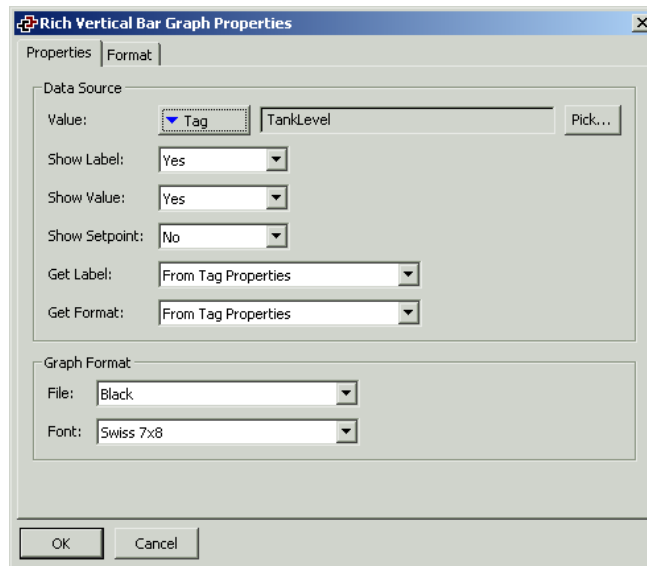 Rich Vertical Bar Graph Properties
Properties Format
Data Source
Value: Tag TankLevel Pick...
Show Label: Yes
Show Value: Yes
Show Setpoint: No
Get Label: From Tag Properties
Get Format: From Tag Properties
Graph Format
File: Black
Font: Swiss 7x8
OK Cancel